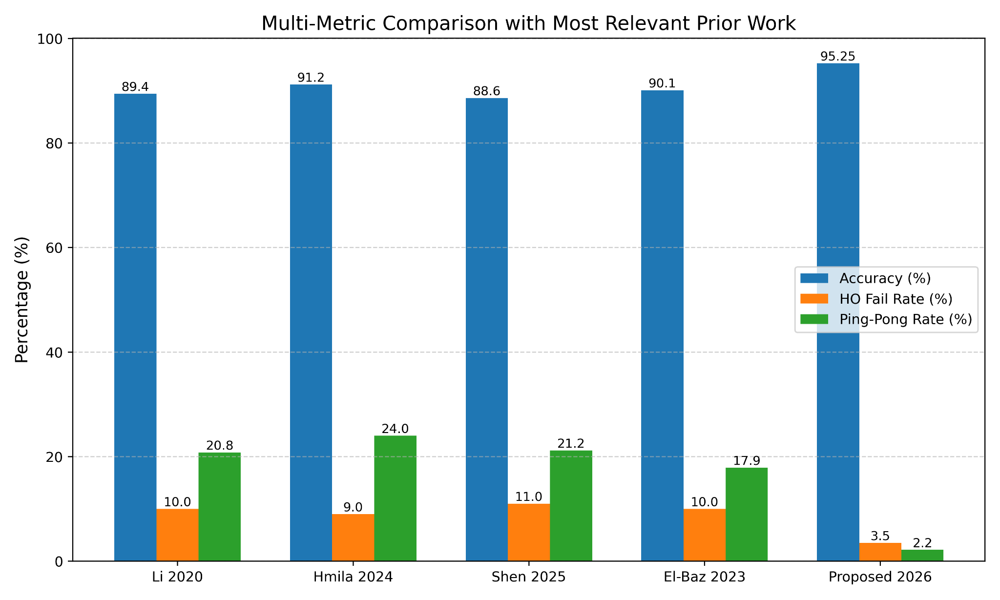 Multi-Metric Comparison with Most Relevant Prior Work
Percentage (%)
100
80
60
40
20
0
89.4
10.0
20.8
91.2
9.0
24.0
88.6
11.0
21.2
90.1
10.0
17.9
95.25
3.5
2.2
Accuracy (%)
HO Fail Rate (%)
Ping-Pong Rate (%)
Li 2020
Hmila 2024
Shen 2025
El-Baz 2023
Proposed 2026